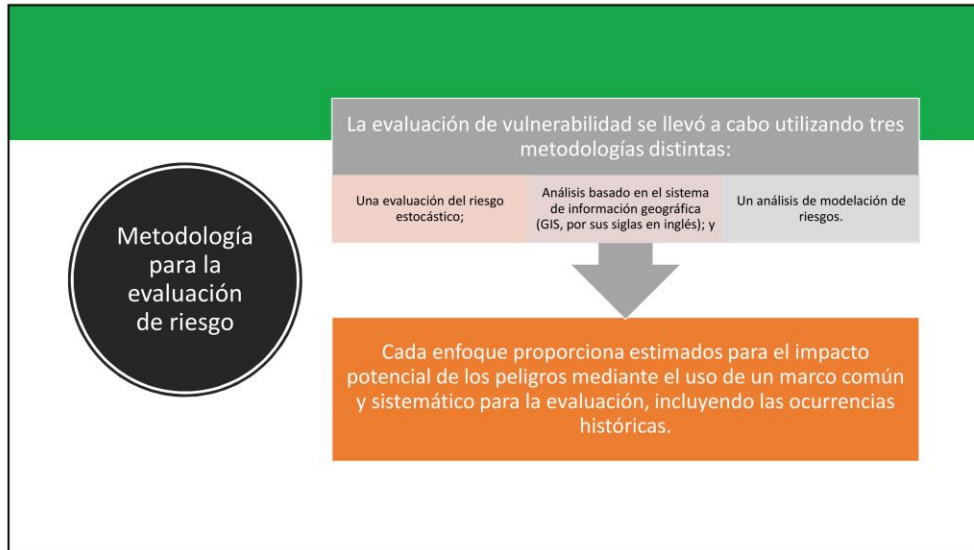 Metodología
para la
evaluación
de riesgo
La evaluación de vulnerabilidad se llevó a cabo utilizando tres
metodologías distintas:
Una evaluación del riesgo
estocástico;
Análisis basado en el sistema
de información geográfica
(GIS, por sus siglas en inglés); y
Un análisis de modelación de
riesgos.
Cada enfoque proporciona estimados para el impacto
potencial de los peligros mediante el uso de un marco común
y sistemático para la evaluación, incluyendo las ocurrencias
históricas.